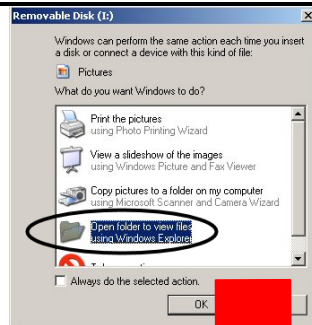 Removable Disk (I:)
Windows can perform the same action each time you insert
a disk or connect a device with this kind of file:
Pictures
What do you want Windows to do?
Print the pictures
using Photo Printing Wizard
View a slideshow of the images
using Windows Picture and Fax Viewer
Copy pictures to a folder on my computer
using Microsoft Scanner and Camera Wizard
Open folder to view files
using Windows Explorer
Always do the selected action.
OK